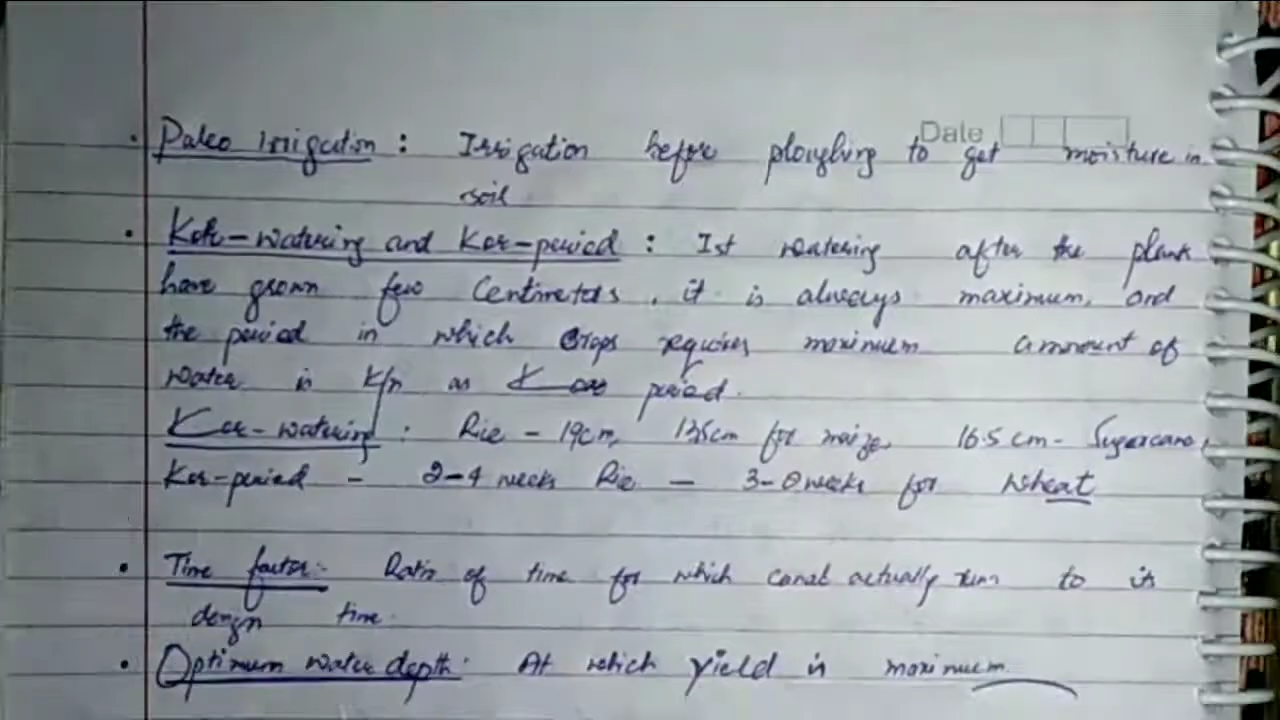 Date
• Paleo Irrigation : Irrigation before ploughing to get moisture in
soil
• Kor-watering and Kor-period : Ist watering after the plants
have grown few Centimeters, it is always maximum, and
the period in which Crops requires maximum amount of
water is k/n as Kor period.
Kor-watering : Rice - 19cm, 13.5cm for maize, 16.5 cm - Sugarcane,
Kor-period - 2-4 weeks Rice - 3-8 weeks for Wheat
• Time factor:- Ratio of time for which canal actually run to its
design time.
• Optimum water depth: At which yield is maximum